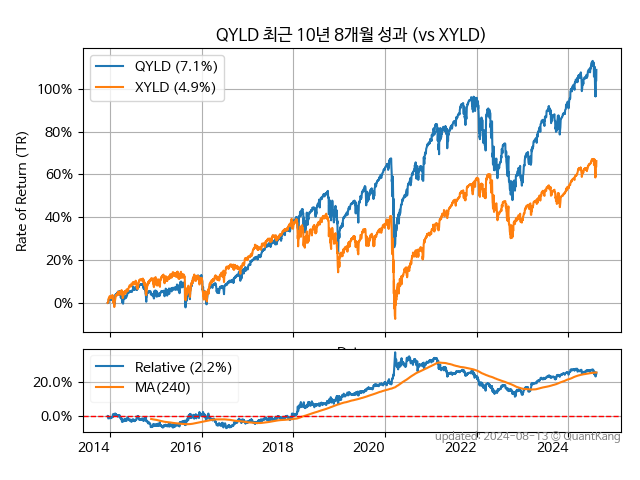 QYLD 최근 10년 8개월 성과 (vs XYLD)
QYLD (7.1%)
XYLD (4.9%)
Rate of Return (TR)
100%
80%
60%
40%
20%
0%
Relative (2.2%)
MA(240)
20.0%
0.0%
2014
2016
2018
2020
2022
2024
updated: 2024-08-13 © QuantKang